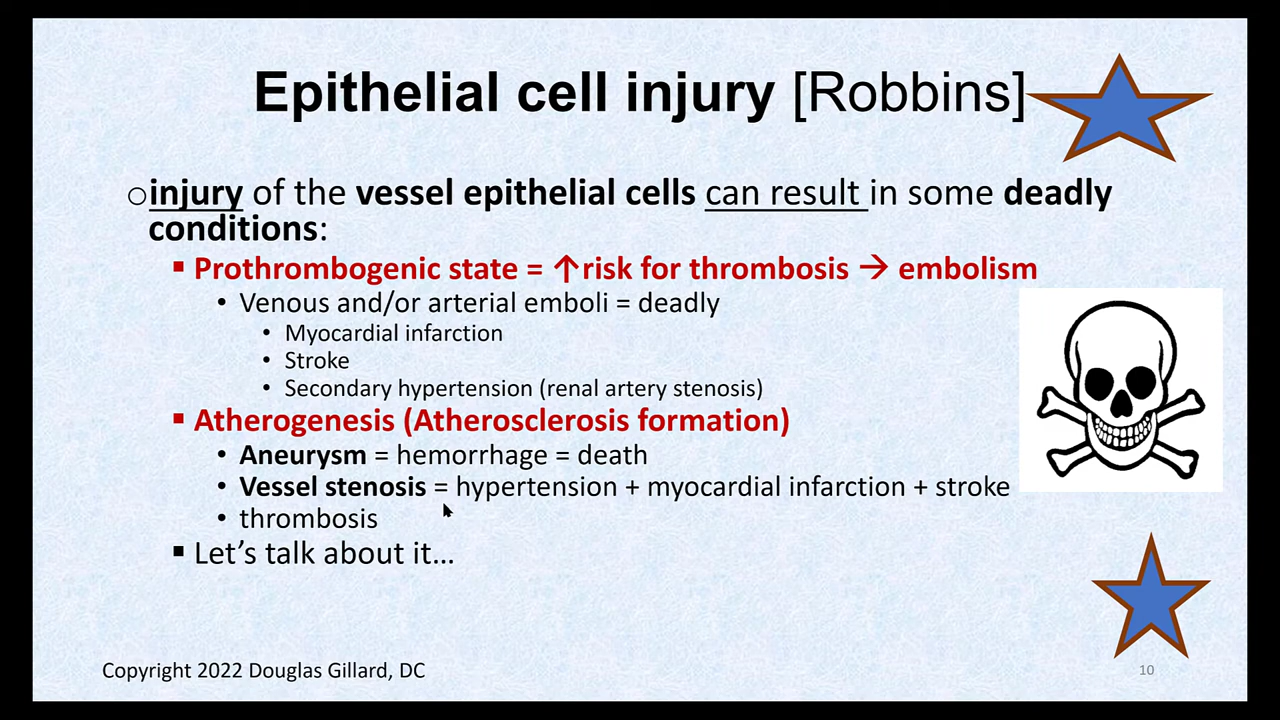 Epithelial cell injury [Robbins]
○injury of the vessel epithelial cells can result in some deadly
conditions:
▪ Prothrombogenic state = ↑risk for thrombosis → embolism
• Venous and/or arterial emboli = deadly
• Myocardial infarction
• Stroke
• Secondary hypertension (renal artery stenosis)
▪ Atherogenesis (Atherosclerosis formation)
• Aneurysm = hemorrhage = death
• Vessel stenosis = hypertension + myocardial infarction + stroke
• thrombosis
▪ Let’s talk about it…
Copyright 2022 Douglas Gillard, DC
10